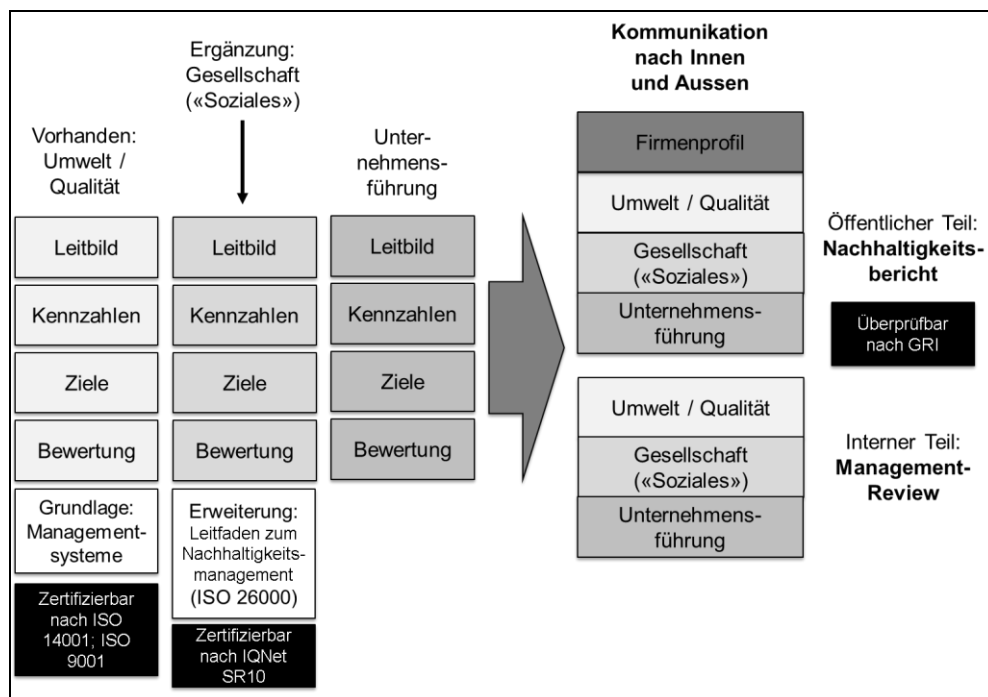 Vorhanden:
Umwelt /
Qualität
Leitbild
Kennzahlen
Ziele
Bewertung
Grundlage:
Management-
systeme
Zertifizierbar
nach ISO
14001; ISO
9001
Ergänzung:
Gesellschaft
(«Soziales»)
Leitbild
Kennzahlen
Ziele
Bewertung
Erweiterung:
Leitfaden zum
Nachhaltigkeits-
management
(ISO 26000)
Zertifizierbar
nach IQNet
SR10
Unter-
nehmens-
führung
Leitbild
Kennzahlen
Ziele
Bewertung
Kommunikation
nach Innen
und Aussen
Firmenprofil
Umwelt / Qualität
Gesellschaft
(«Soziales»)
Unternehmens-
führung
Öffentlicher Teil:
Nachhaltigkeits-
bericht
Überprüfbar
nach GRI
Umwelt / Qualität
Gesellschaft
(«Soziales»)
Unternehmens-
führung
Interner Teil:
Management-
Review